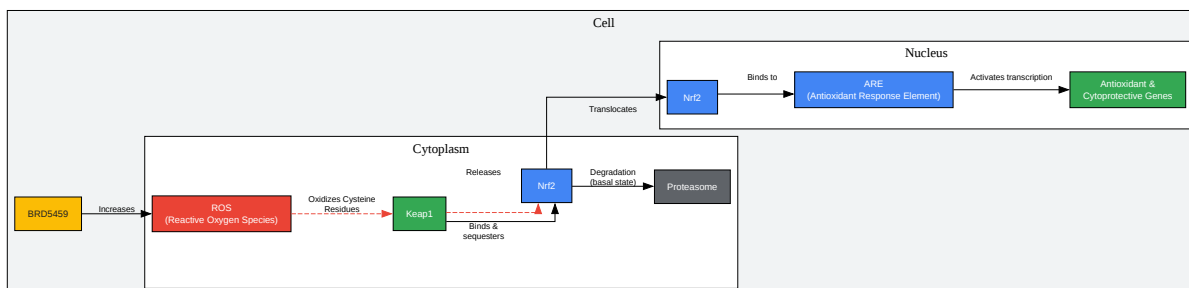 Cell
Nucleus
Nrf2
Binds to
ARE
(Antioxidant Response Element)
Activates transcription
Antioxidant &
Cytoprotective Genes
Translocates
Cytoplasm
BRD5459
Increases
ROS
(Reactive Oxygen Species)
Oxidizes Cysteine
Residues
Keap1
Releases
Binds &
sequesters
Nrf2
Degradation
(basal state)
Proteasome